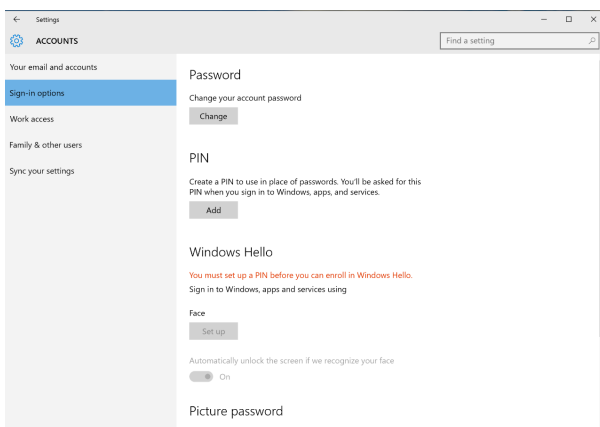 Settings
ACCOUNTS
Find a setting
Your email and accounts
Sign-in options
Work access
Family & other users
Sync your settings
Password
Change your account password
Change
PIN
Create a PIN to use in place of passwords. You'll be asked for this
PIN when you sign in to Windows, apps, and services.
Add
Windows Hello
You must set up a PIN before you can enroll in Windows Hello.
Sign in to Windows, apps and services using
Face
Set up
Automatically unlock the screen if we recognize your face
On
Picture password